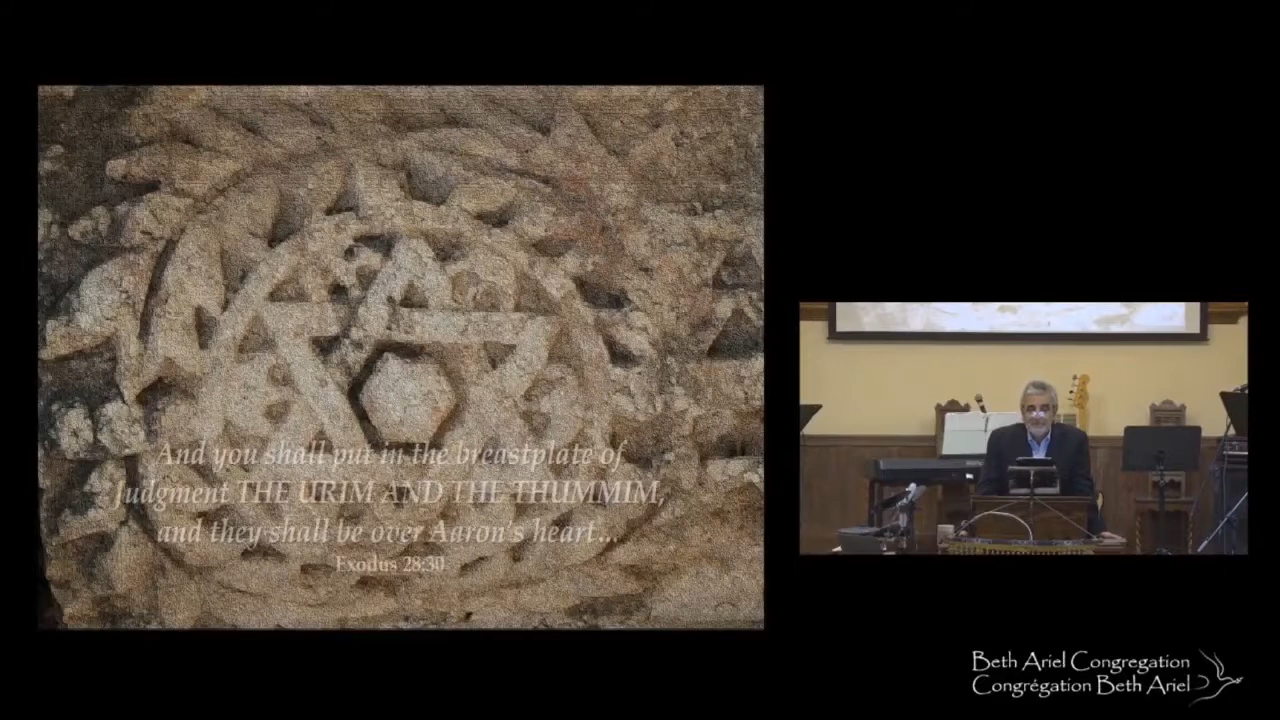 And you shall put in the breastplate of
Judgment THE URIM AND THE THUMMIM,
and they shall be over Aaron's heart...
Exodus 28:30
Beth Ariel Congregation
Congrégation Beth Ariel